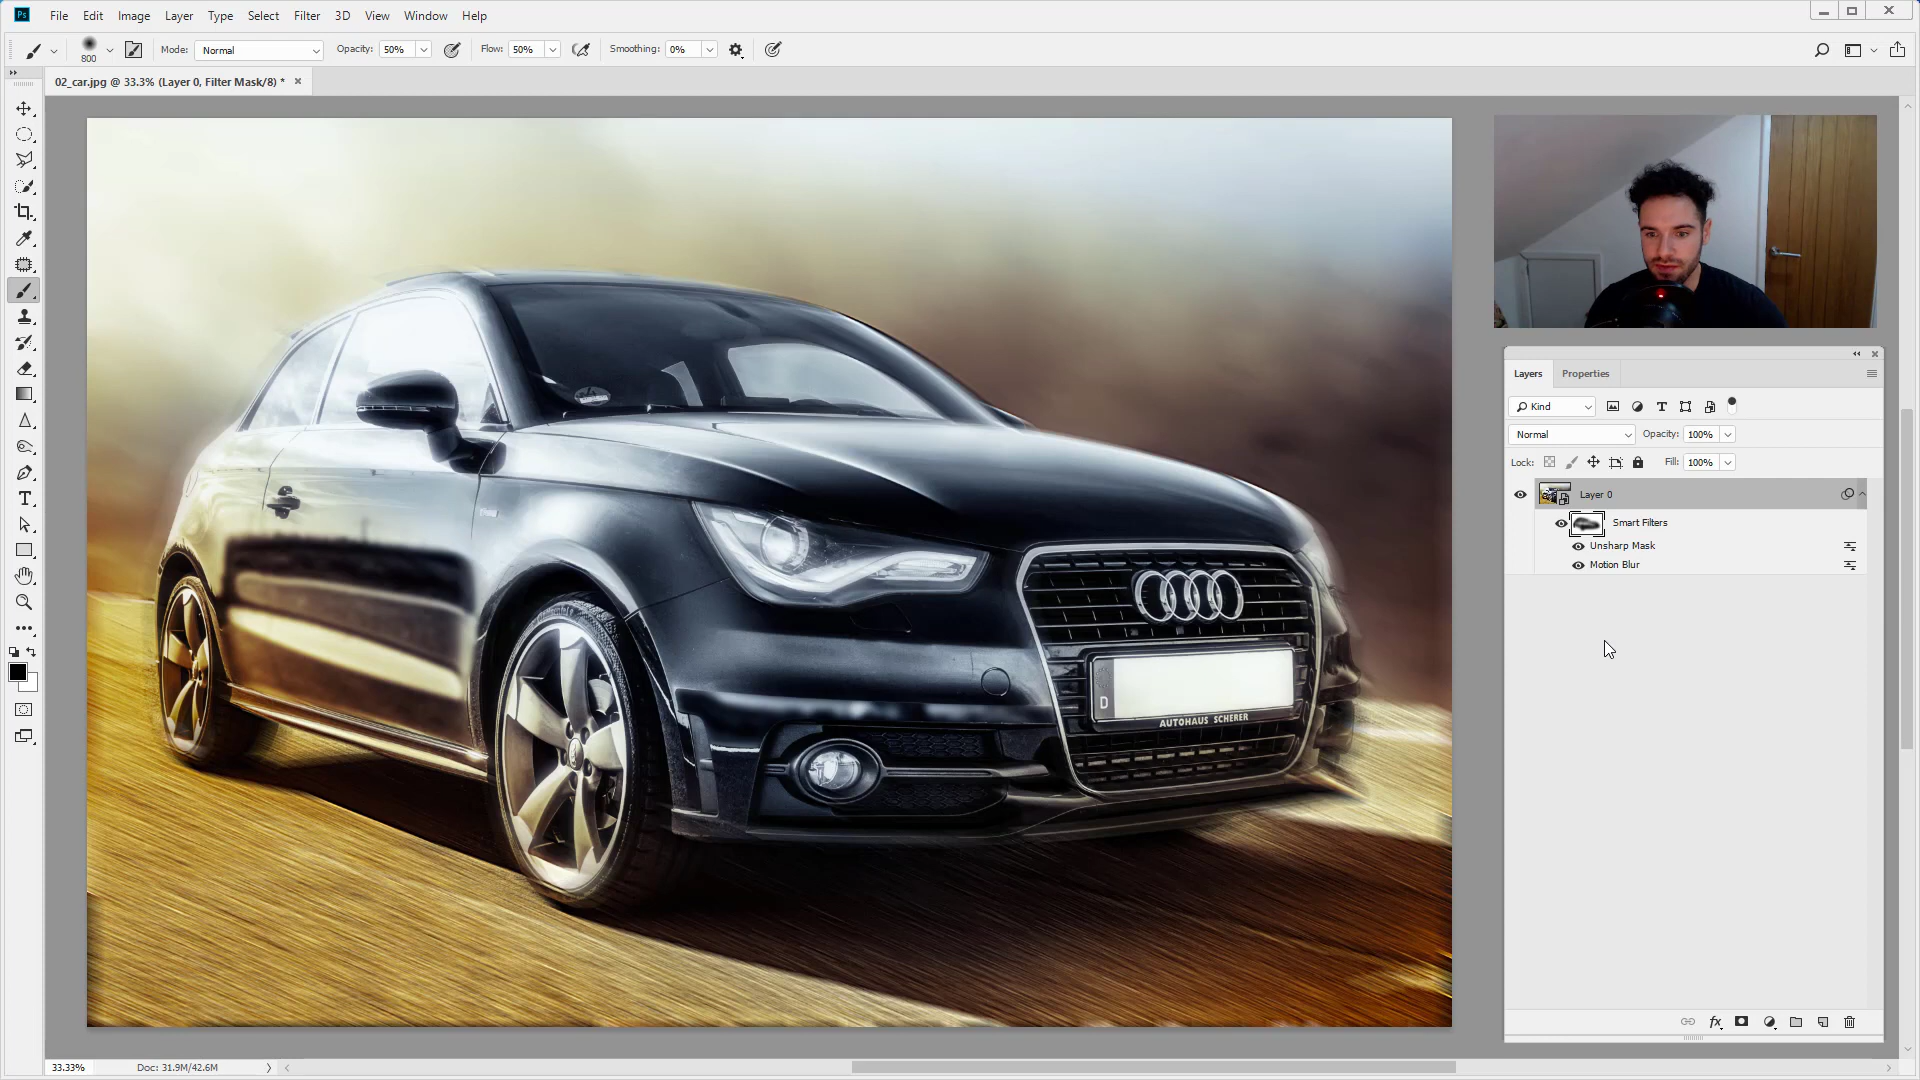 Ps File Edit Image Layer Type Select Filter 3D View Window Help
800 Mode: Normal Opacity: 50% Flow: 50% Smoothing: 0%
02_car.jpg @ 33.3% (Layer 0, Filter Mask/8) *
Layers Properties
Kind
Normal Opacity: 100%
Lock: Fill: 100%
Layer 0
Smart Filters
Unsharp Mask
Motion Blur
D
AUTOHAUS SCHERER
fx
33.33% Doc: 31.9M/42.6M